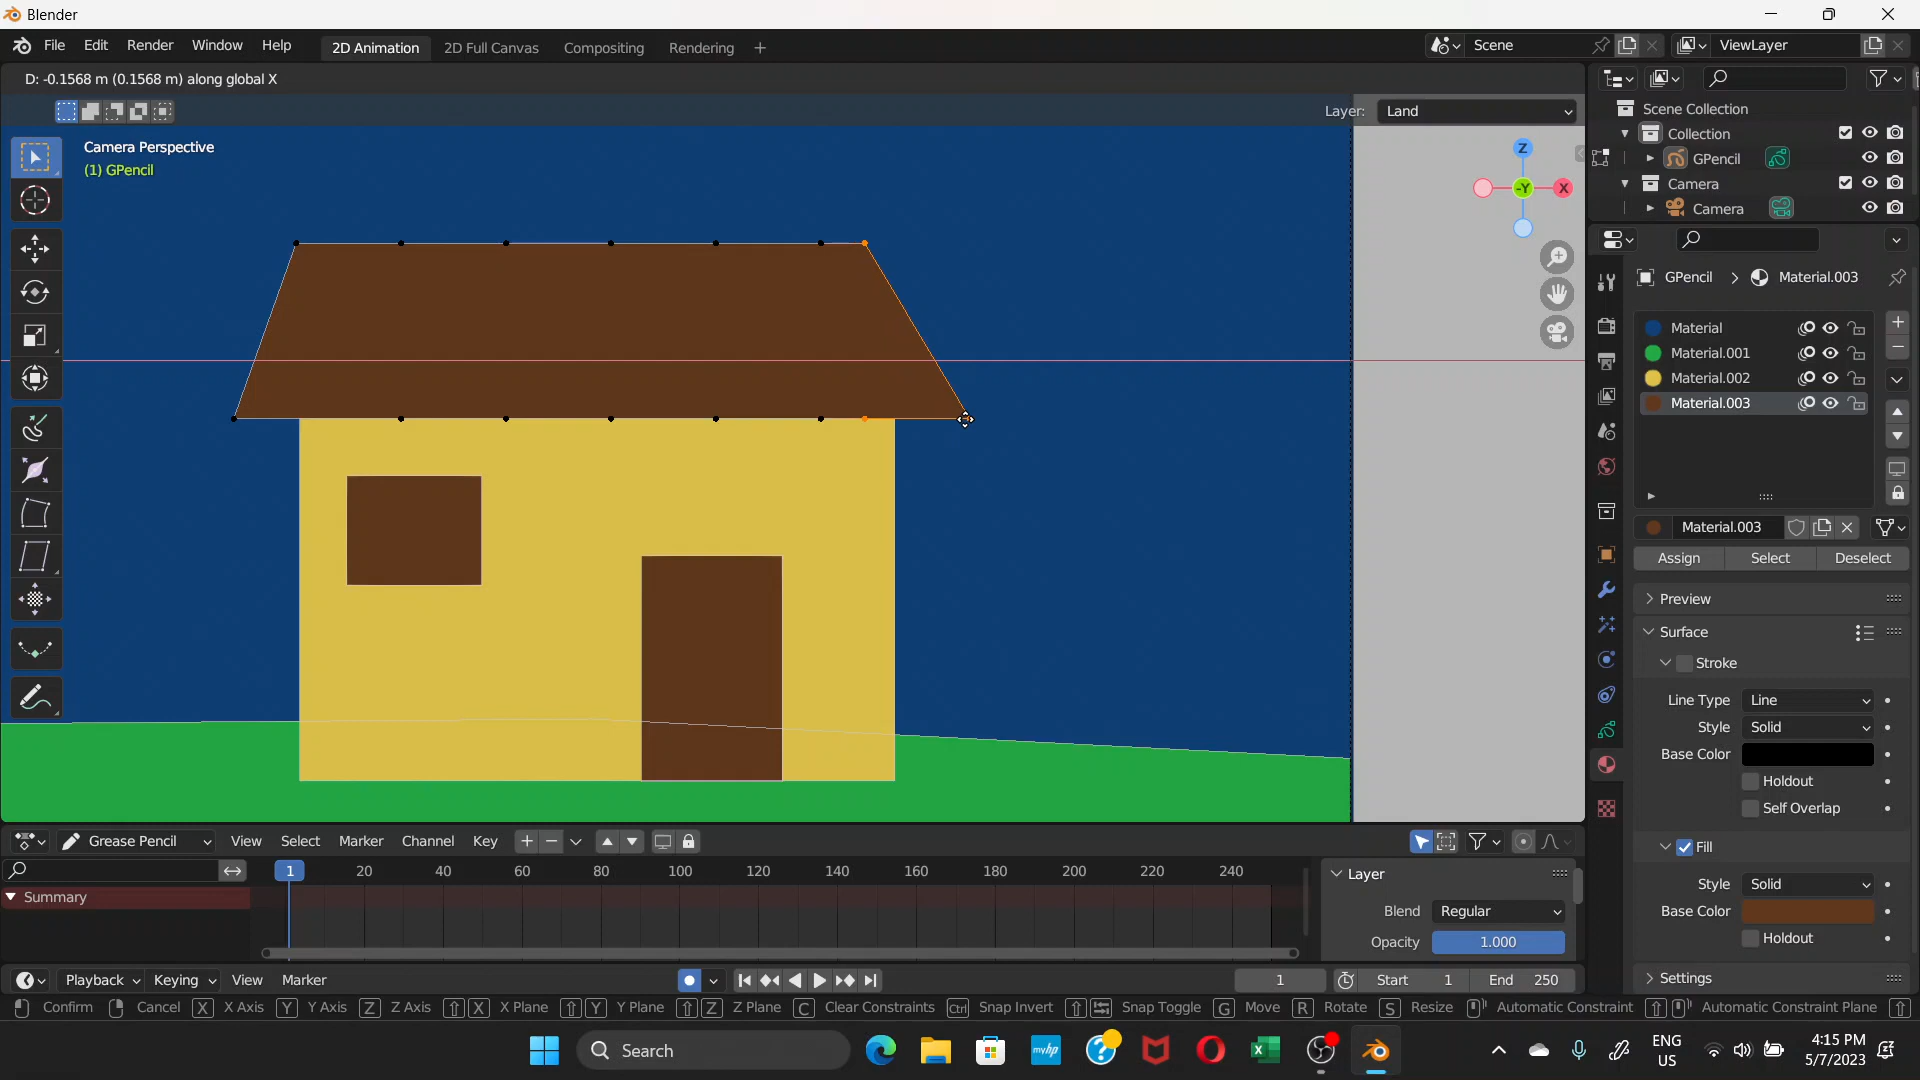 Blender
File Edit Render Window Help 2D Animation 2D Full Canvas Compositing Rendering + Scene ViewLayer
D: -0.1568 m (0.1568 m) along global X
Layer: Land
Camera Perspective
(1) GPencil
Z
-Y X
Scene Collection
Collection
GPencil
Camera
Camera
GPencil > Material.003
Material
Material.001
Material.002
Material.003
Material.003
Assign Select Deselect
Preview
Surface
Stroke
Line Type Line
Style Solid
Base Color
Holdout
Self Overlap
Fill
Style Solid
Base Color
Holdout
Settings
Grease Pencil View Select Marker Channel Key
1 20 40 60 80 100 120 140 160 180 200 220 240
Summary
Layer
Blend Regular
Opacity 1.000
Playback Keying View Marker 1 Start 1 End 250
Confirm Cancel X X Axis Y Y Axis Z Z Axis X X Plane Y Y Plane Z Z Plane C Clear Constraints Ctrl Snap Invert Snap Toggle G Move R Rotate S Resize Automatic Constraint Automatic Constraint Plane
Search myhp ENG
US
4:15 PM
5/7/2023